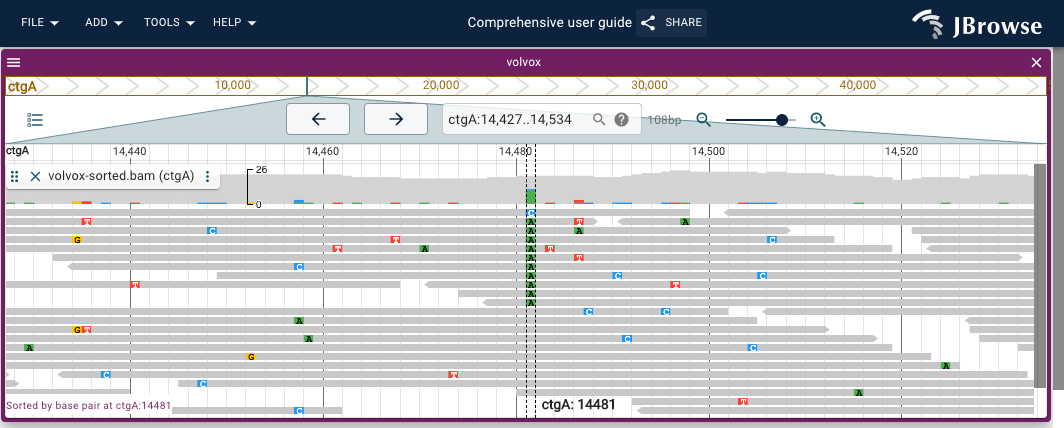 FILE ADD TOOLS HELP Comprehensive user guide SHARE JBrowse
volvox
ctgA 10,000 20,000 30,000 40,000
ctgA:14,427..14,534 ? 108bp
ctgA 14,440 14,460 14,480 14,500 14,520
volvox-sorted.bam (ctgA) 26
0
C
T A T A
C A A
G T A C
T A T
A T
C A
A C C
T A T
A
A
C C
A
G T
A C
A C
G
A
C T
C
A
Sorted by base pair at ctgA:14481 ctgA: 14481 T
C